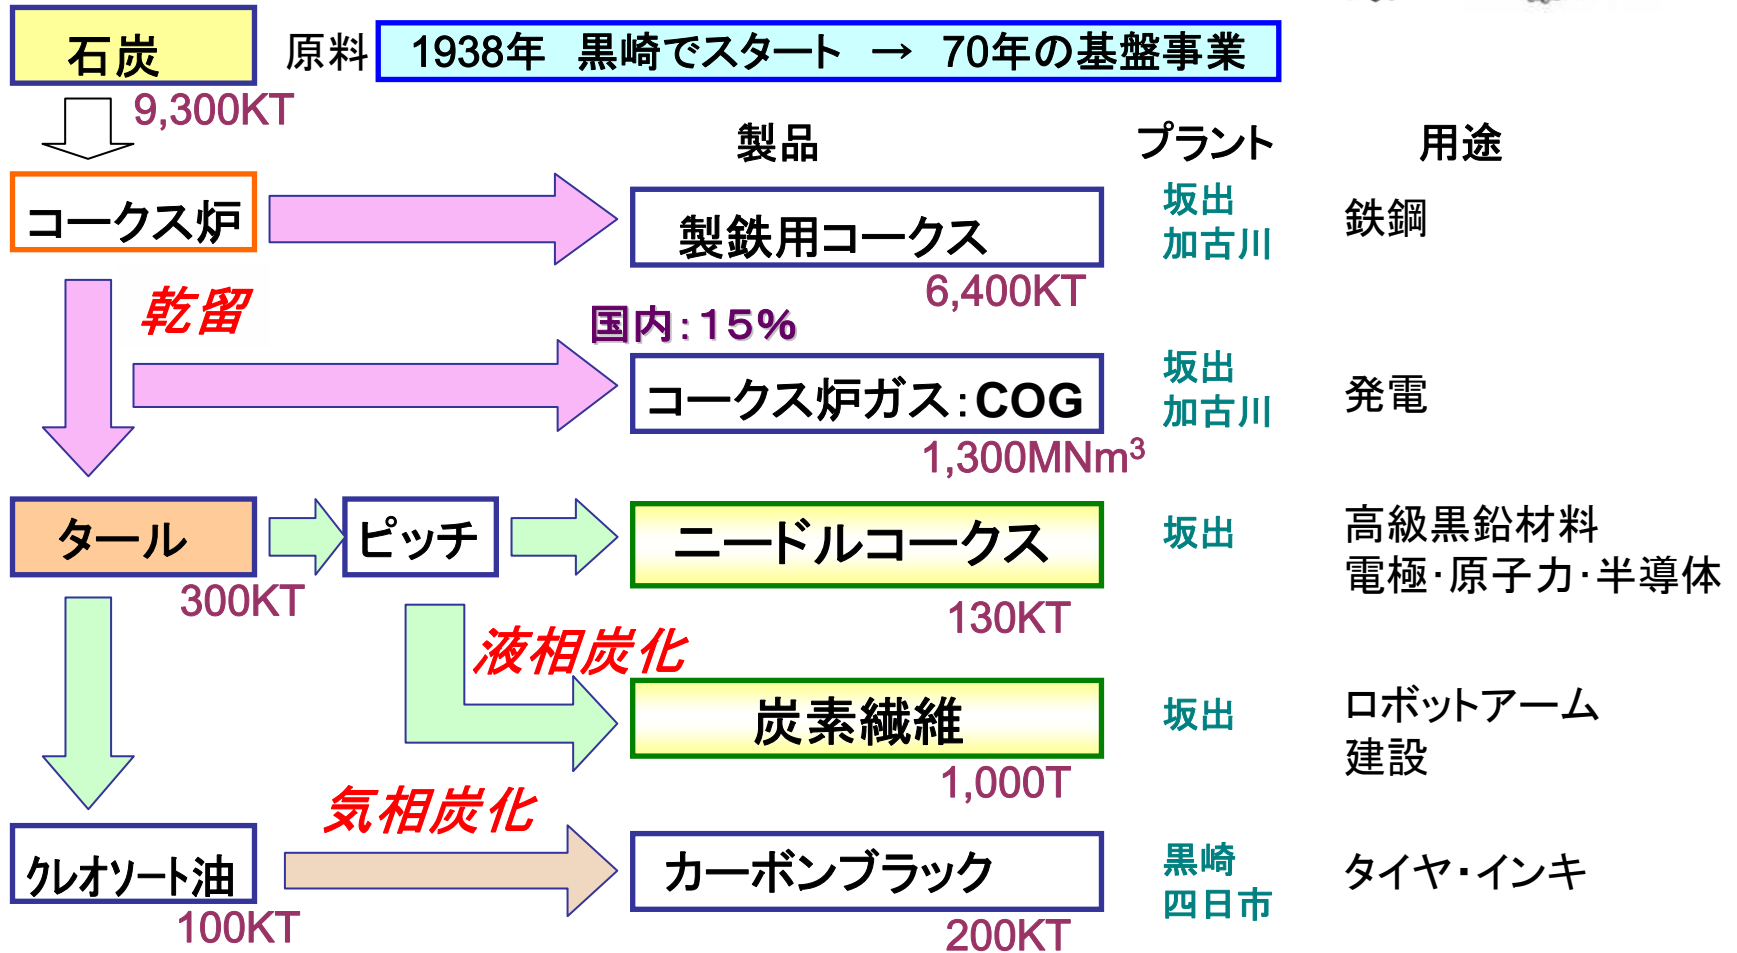 石炭
原料
1938年　黒崎でスタート　→　70年の基盤事業
9,300KT
製品
プラント
用途
コークス炉
製鉄用コークス
6,400KT
坂出
加古川
鉄鋼
乾留
国内：15%
コークス炉ガス：COG
1,300MNm³
坂出
加古川
発電
タール
300KT
ピッチ
ニードルコークス
130KT
坂出
高級黒鉛材料
電極・原子力・半導体
液相炭化
炭素繊維
1,000T
坂出
ロボットアーム
建設
クレオソート油
100KT
気相炭化
カーボンブラック
200KT
黒崎
四日市
タイヤ・インキ